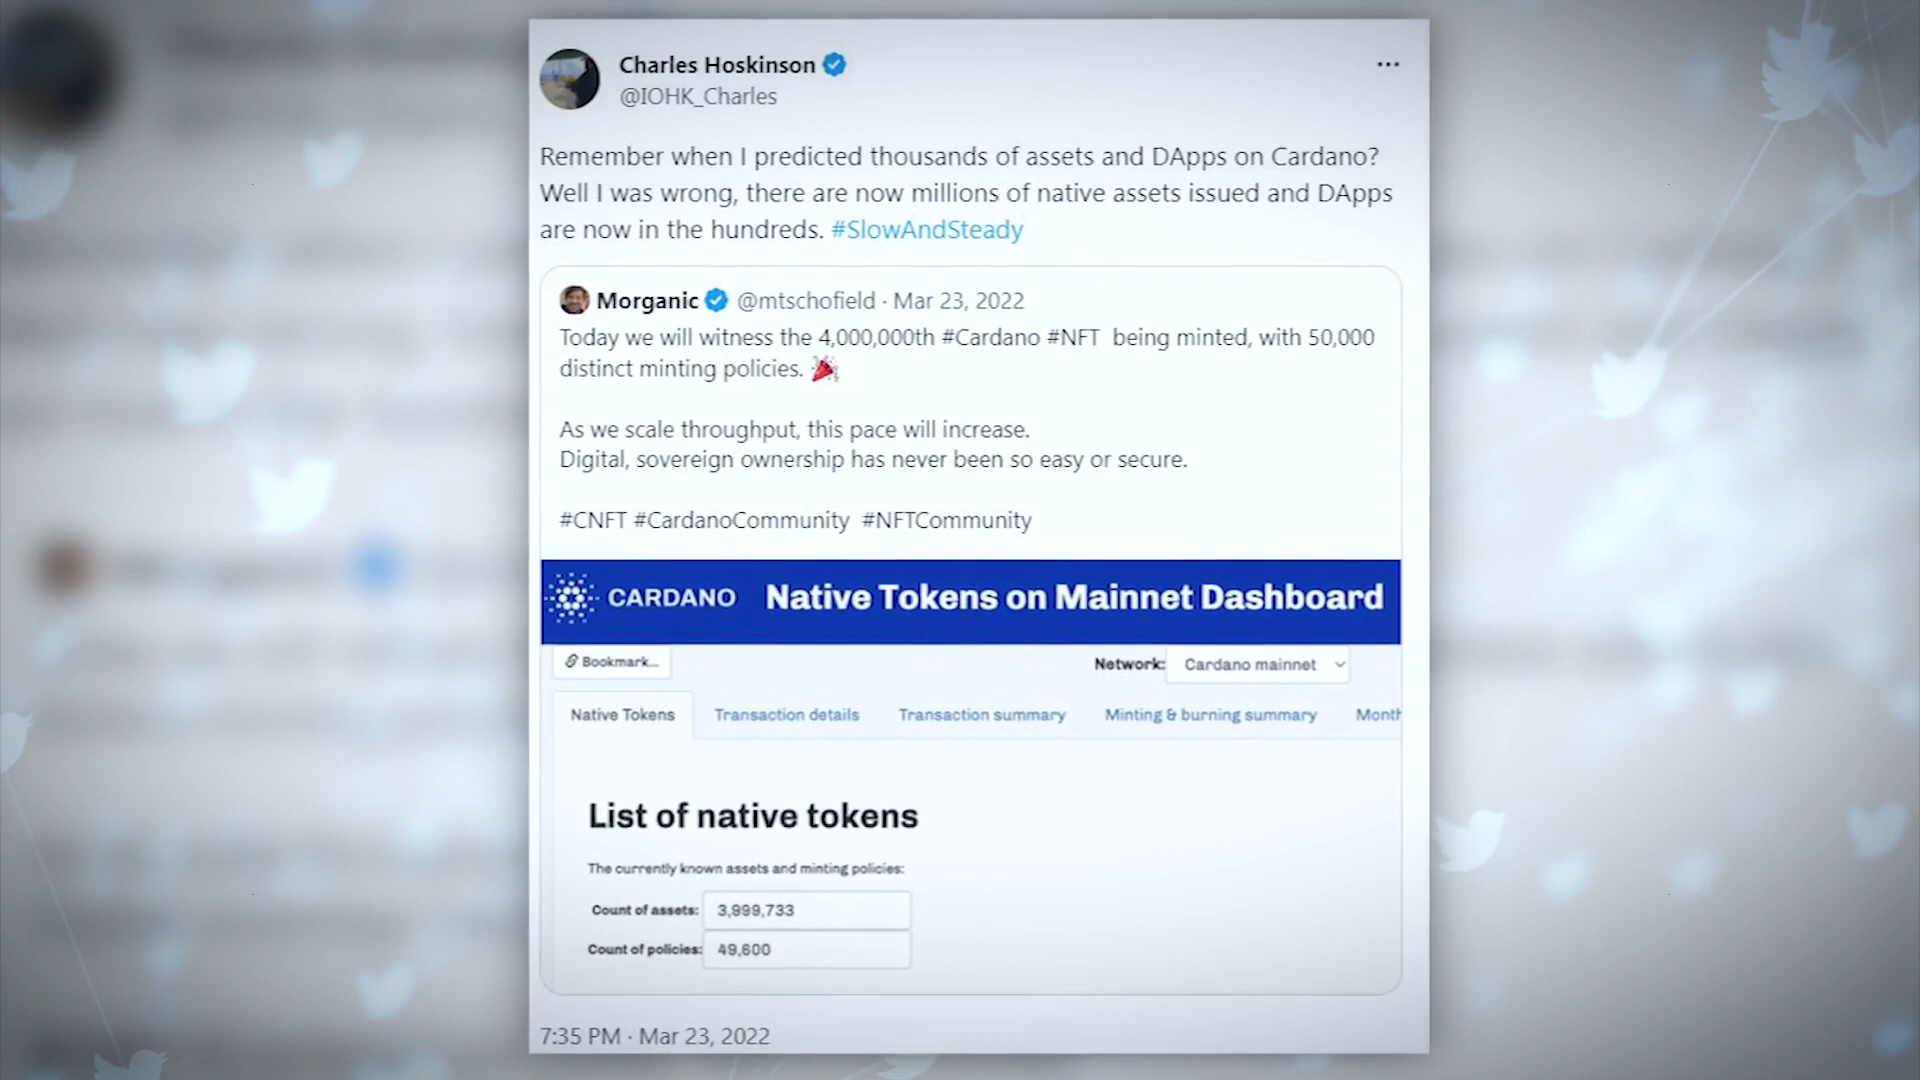 Charles Hoskinson
@IOHK_Charles
Remember when I predicted thousands of assets and DApps on Cardano?
Well I was wrong, there are now millions of native assets issued and DApps
are now in the hundreds. #SlowAndSteady
Morganic @mtschofield · Mar 23, 2022
Today we will witness the 4,000,000th #Cardano #NFT being minted, with 50,000
distinct minting policies. 🎉
As we scale throughput, this pace will increase.
Digital, sovereign ownership has never been so easy or secure.
#CNFT #CardanoCommunity #NFTCommunity
CARDANO Native Tokens on Mainnet Dashboard
Bookmark... Network: Cardano mainnet
Native Tokens Transaction details Transaction summary Minting & burning summary Month
List of native tokens
The currently known assets and minting policies:
Count of assets: 3,999,733
Count of policies: 49,600
7:35 PM · Mar 23, 2022